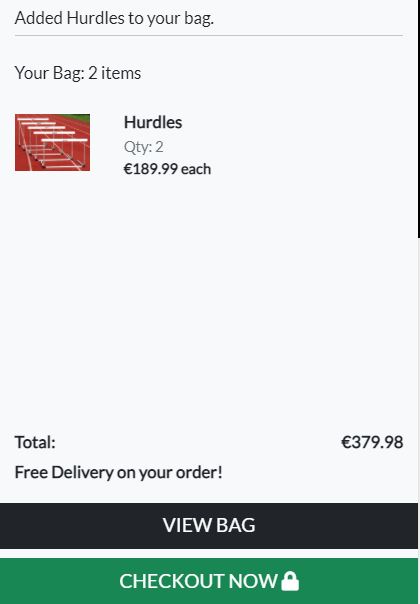 Added Hurdles to your bag.
Your Bag: 2 items
Hurdles
Qty: 2
€189.99 each
Total: €379.98
Free Delivery on your order!
VIEW BAG
CHECKOUT NOW